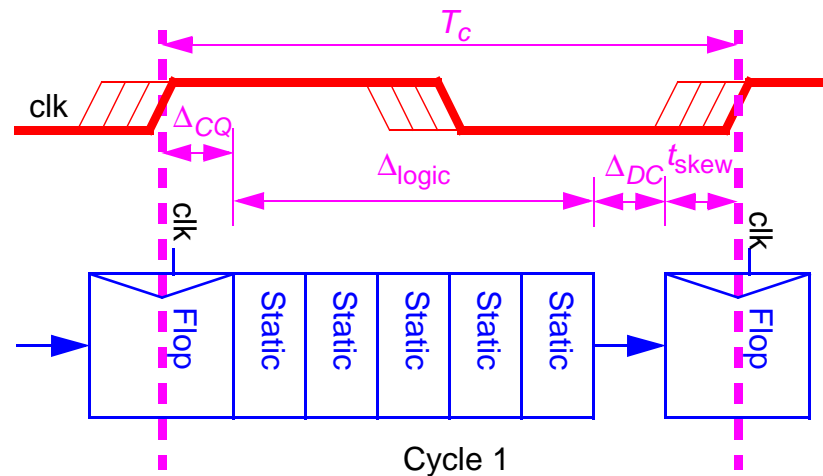 T_c
clk
Δ_CQ
Δ_logic
Δ_DC
t_skew
clk
clk
Flop
Static
Static
Static
Static
Static
Flop
Cycle 1